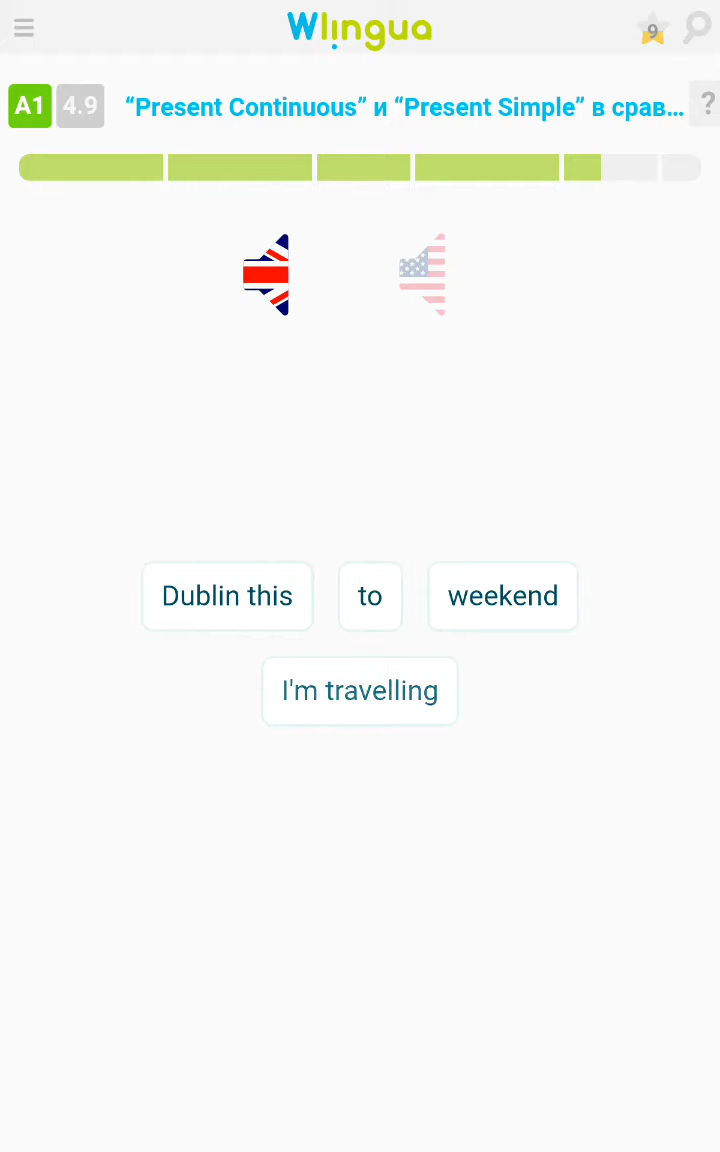 Wlingua
9
A1 4.9 “Present Continuous” и “Present Simple” в срав... ?
Dublin this to weekend
I'm travelling